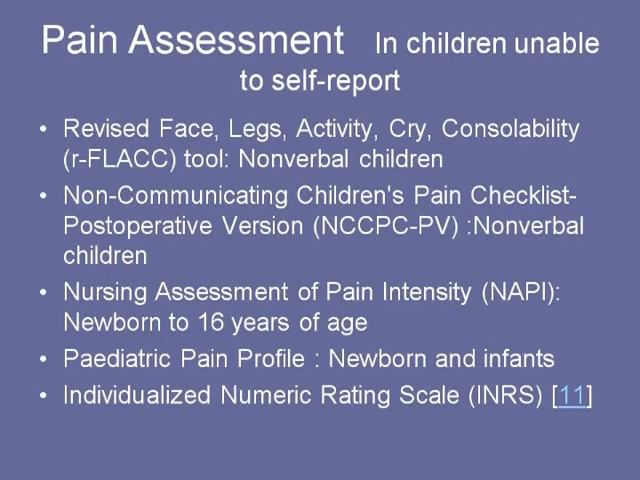 Pain Assessment In children unable
to self-report
• Revised Face, Legs, Activity, Cry, Consolability
(r-FLACC) tool: Nonverbal children
• Non-Communicating Children's Pain Checklist-
Postoperative Version (NCCPC-PV) :Nonverbal
children
• Nursing Assessment of Pain Intensity (NAPI):
Newborn to 16 years of age
• Paediatric Pain Profile : Newborn and infants
• Individualized Numeric Rating Scale (INRS) [11]